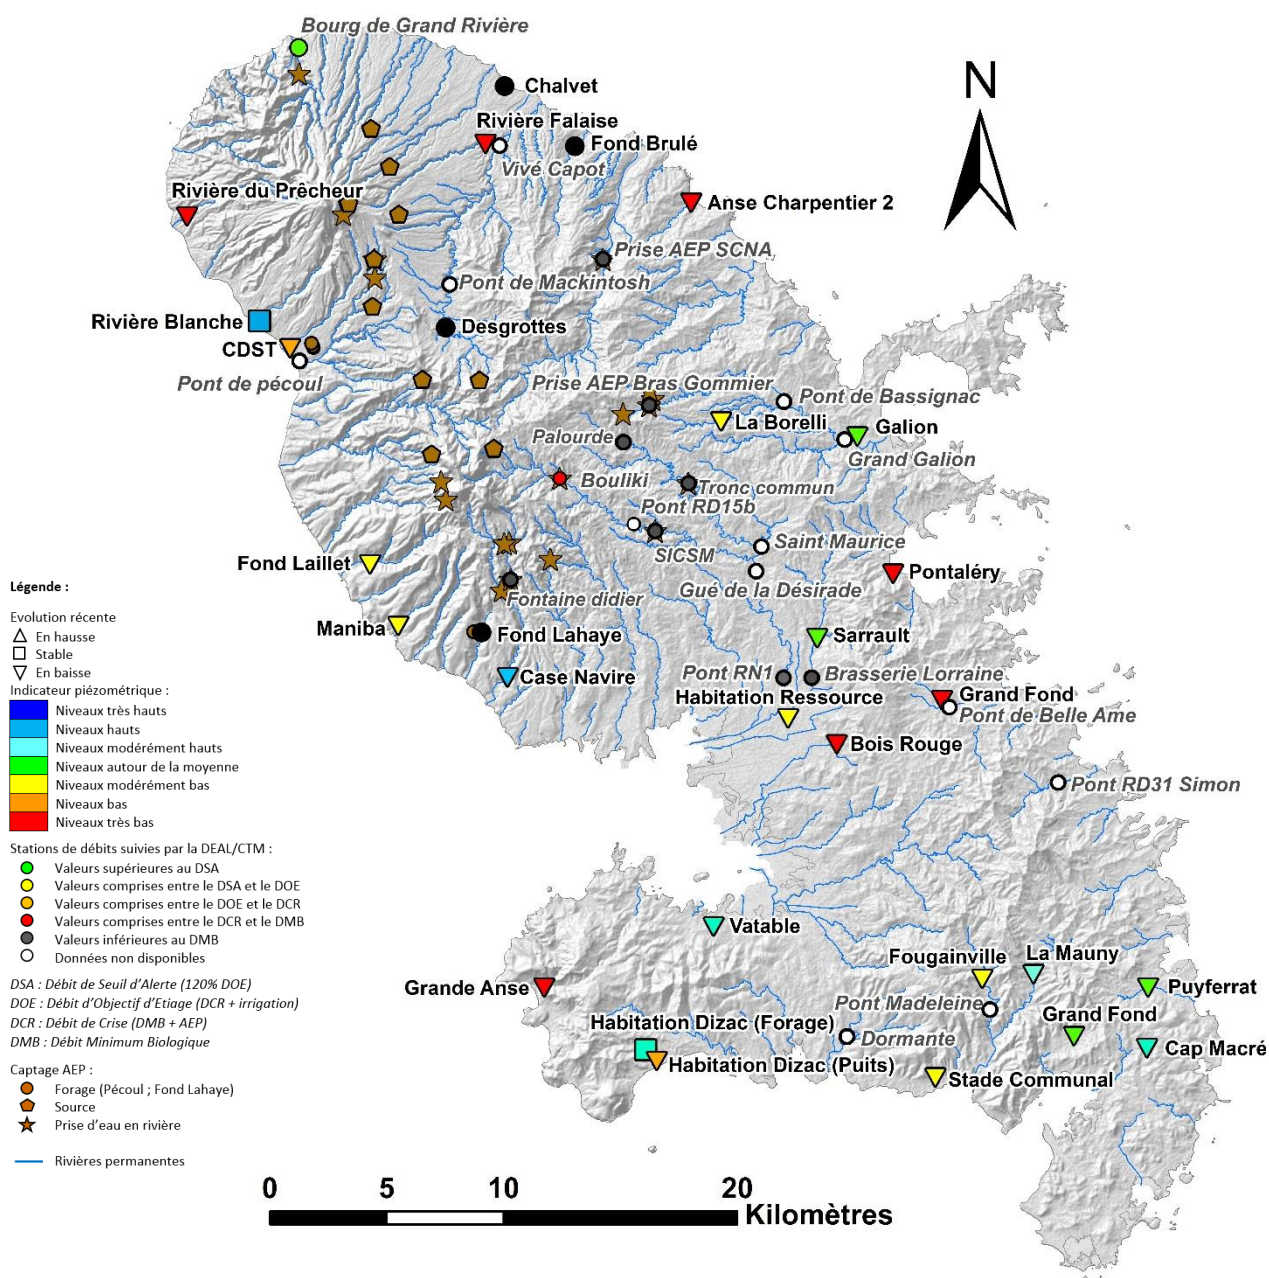 Bourg de Grand Rivière
N
Chalvet
Rivière Falaise
Fond Brulé
Vivé Capot
Rivière du Prêcheur
Anse Charpentier 2
Prise AEP SCNA
Pont de Mackintosh
Rivière Blanche
Desgrottes
CDST
Pont de pécoul
Prise AEP Bras Gommier
Pont de Bassignac
La Borelli
Galion
Palourde
Grand Galion
Bouliki
Tronc commun
Pont RD15b
Saint Maurice
SICSM
Fond Laillet
Pontaléry
Gué de la Désirade
Fontaine didier
Maniba
Fond Lahaye
Sarrault
Case Navire
Pont RN1
Brasserie Lorraine
Habitation Ressource
Grand Fond
Pont de Belle Ame
Bois Rouge
Pont RD31 Simon
Vatable
Fougainville
La Mauny
Grande Anse
Puyferrat
Pont Madeleine
Grand Fond
Habitation Dizac (Forage)
Dormante
Cap Macré
Habitation Dizac (Puits)
Stade Communal
Légende :
Evolution récente
En hausse
Stable
En baisse
Indicateur piézométrique :
Niveaux très hauts
Niveaux hauts
Niveaux modérément hauts
Niveaux autour de la moyenne
Niveaux modérément bas
Niveaux bas
Niveaux très bas
Stations de débits suivies par la DEAL/CTM :
Valeurs supérieures au DSA
Valeurs comprises entre le DSA et le DOE
Valeurs comprises entre le DOE et le DCR
Valeurs comprises entre le DCR et le DMB
Valeurs inférieures au DMB
Données non disponibles
DSA : Débit de Seuil d'Alerte (120% DOE)
DOE : Débit d'Objectif d'Etiage (DCR + irrigation)
DCR : Débit de Crise (DMB + AEP)
DMB : Débit Minimum Biologique
Captage AEP :
Forage (Pécoul ; Fond Lahaye)
Source
Prise d'eau en rivière
Rivières permanentes
0 5 10 20
Kilomètres